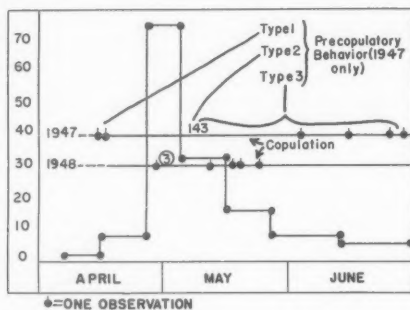 70
60
50
40
30
20
10
0
Type1
Type2
Type3
Precopulatory
Behavior(1947
only)
143
1947
Copulation
1948
3
APRIL MAY JUNE
=ONE OBSERVATION